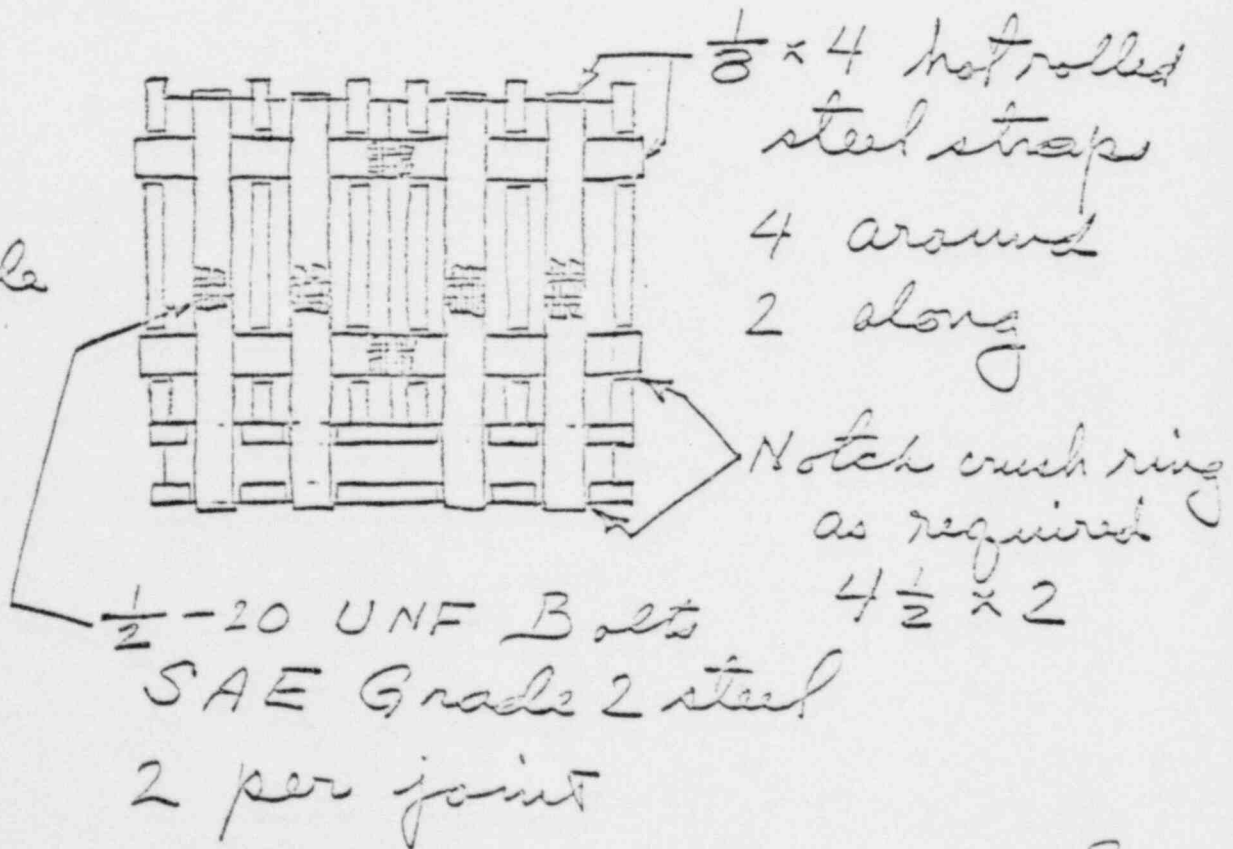 1/8 × 4 hot rolled
steel straps
4 around
2 along
Notch crush ring
as required
4 1/2 × 2
1/2-20 UNF Bolts
SAE Grade 2 steel
2 per joint